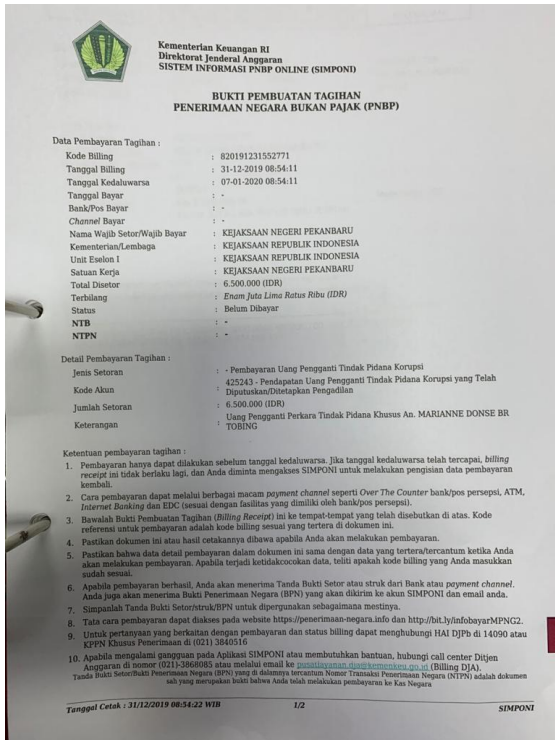 Kementerian Keuangan RI
Direktorat Jenderal Anggaran
SISTEM INFORMASI PNBP ONLINE (SIMPONI)
BUKTI PEMBUATAN TAGIHAN
PENERIMAAN NEGARA BUKAN PAJAK (PNBP)
Data Pembayaran Tagihan :
Kode Billing : 820191231552771
Tanggal Billing : 31-12-2019 08:54:11
Tanggal Kedaluwarsa : 07-01-2020 08:54:11
Tanggal Bayar : -
Bank/Pos Bayar : -
Channel Bayar : -
Nama Wajib Setor/Wajib Bayar : KEJAKSAAN NEGERI PEKANBARU
Kementerian/Lembaga : KEJAKSAAN REPUBLIK INDONESIA
Unit Eselon I : KEJAKSAAN REPUBLIK INDONESIA
Satuan Kerja : KEJAKSAAN NEGERI PEKANBARU
Total Disetor : 6.500.000 (IDR)
Terbilang : Enam Juta Lima Ratus Ribu (IDR)
Status : Belum Dibayar
NTB : -
NTPN : -
Detail Pembayaran Tagihan :
Jenis Setoran : - Pembayaran Uang Pengganti Tindak Pidana Korupsi
Kode Akun : 425243 - Pendapatan Uang Pengganti Tindak Pidana Korupsi yang Telah
Diputuskan/Ditetapkan Pengadilan
Jumlah Setoran : 6.500.000 (IDR)
Keterangan : Uang Pengganti Perkara Tindak Pidana Khusus An. MARIANNE DONSE BR
TOBING
Ketentuan pembayaran tagihan :
1. Pembayaran hanya dapat dilakukan sebelum tanggal kedaluwarsa. Jika tanggal kedaluwarsa telah tercapai, billing
receipt ini tidak berlaku lagi, dan Anda diminta mengakses SIMPONI untuk melakukan pengisian data pembayaran
kembali.
2. Cara pembayaran dapat melalui berbagai macam payment channel seperti Over The Counter bank/pos persepsi, ATM,
Internet Banking dan EDC (sesuai dengan fasilitas yang dimiliki oleh bank/pos persepsi).
3. Bawalah Bukti Pembuatan Tagihan (Billing Receipt) ini ke tempat-tempat yang telah disebutkan di atas. Kode
referensi untuk pembayaran adalah kode billing sesuai yang tertera di dokumen ini.
4. Pastikan dokumen ini atau hasil cetakannya dibawa apabila Anda akan melakukan pembayaran.
5. Pastikan bahwa data detail pembayaran dalam dokumen ini sama dengan data yang tertera/tercantum ketika Anda
akan melakukan pembayaran. Apabila terjadi ketidakcocokan data, teliti apakah kode billing yang Anda masukkan
sudah sesuai.
6. Apabila pembayaran berhasil, Anda akan menerima Tanda Bukti Setor atau struk dari Bank atau payment channel.
Anda juga akan menerima Bukti Penerimaan Negara (BPN) yang akan dikirim ke akun SIMPONI dan email anda.
7. Simpanlah Tanda Bukti Setor/struk/BPN untuk dipergunakan sebagaimana mestinya.
8. Tata cara pembayaran dapat diakses pada website https://penerimaan-negara.info dan http://bit.ly/infobayarMPNG2.
9. Untuk pertanyaan yang berkaitan dengan pembayaran dan status billing dapat menghubungi HAI DJPb di 14090 atau
KPPN Khusus Penerimaan di (021) 3840516
10. Apabila mengalami gangguan pada Aplikasi SIMPONI atau membutuhkan bantuan, hubungi call center Ditjen
Anggaran di nomor (021)-3868085 atau melalui email ke pusatlayanan.dja@kemenkeu.go.id (Billing DJA).
Tanda Bukti Setor/Bukti Penerimaan Negara (BPN) yang di dalamnya tercantum Nomor Transaksi Penerimaan Negara (NTPN) adalah dokumen
sah yang merupakan bukti bahwa Anda telah melakukan pembayaran ke Kas Negara
Tanggal Cetak : 31/12/2019 08:54:22 WIB 1/2 SIMPONI